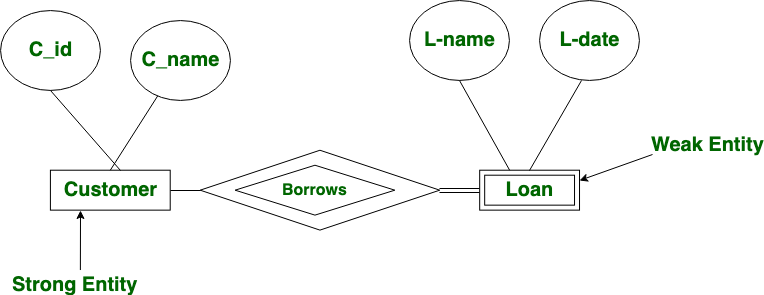 C_id
C_name
L-name
L-date
Weak Entity
Customer
Borrows
Loan
Strong Entity